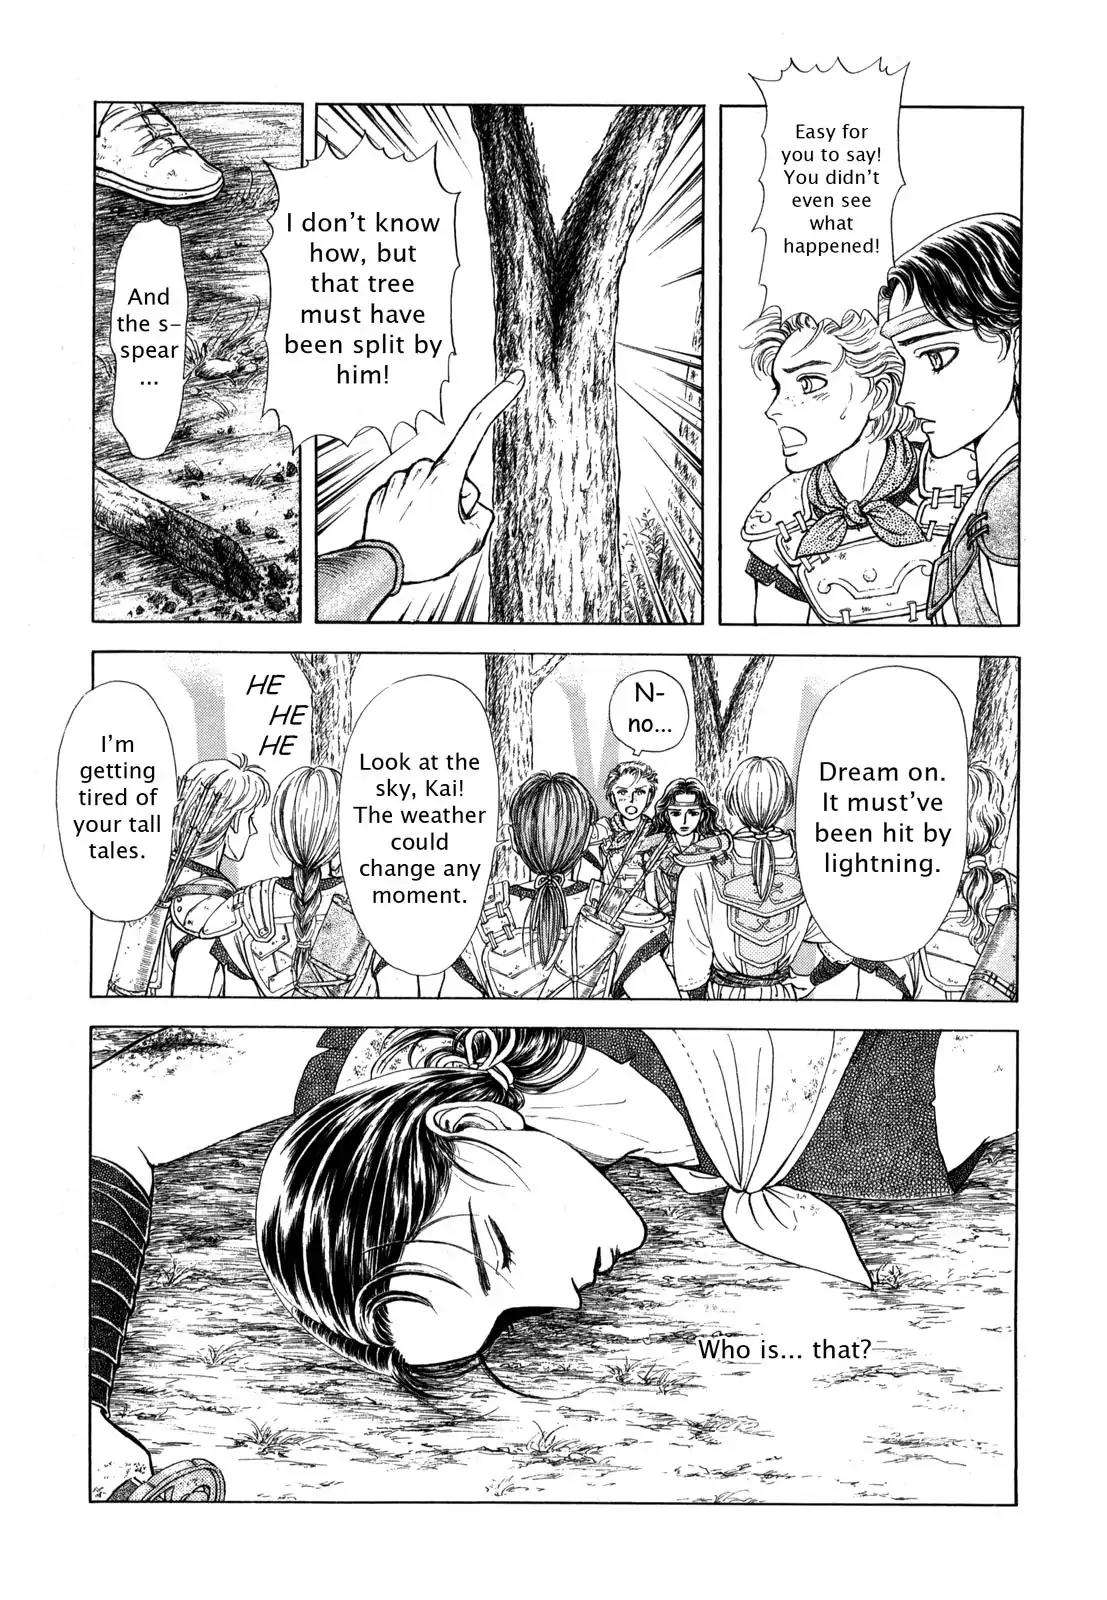 Easy for
you to say!
You didn't
even see
what
happened!
I don't know
how, but
that tree
must have
been split by
him!
And
the s-
spear
...
Dream on.
It must've
been hit by
lightning.
N-
no...
Look at the
sky, Kai!
The weather
could
change any
moment.
HE
HE
HE
I'm
getting
tired of
your tall
tales.
Who is... that?